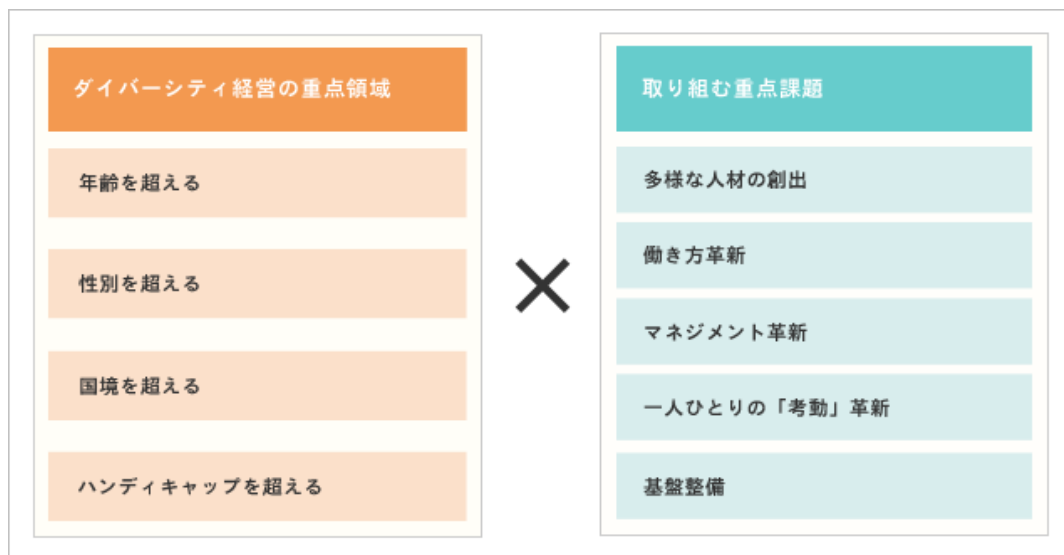 ダイバーシティ経営の重点領域
年齢を超える
性別を超える
国境を超える
ハンディキャップを超える
×
取り組む重点課題
多様な人材の創出
働き方革新
マネジメント革新
一人ひとりの「考動」革新
基盤整備